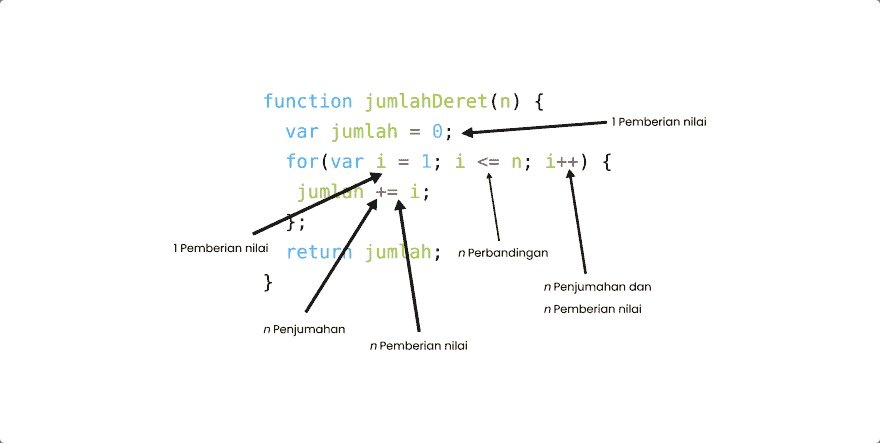 function jumlahDeret(n) {
var jumlah = 0;
1 Pemberian nilai
for(var i = 1; i <= n; i++) {
jumlah += i;
};
1 Pemberian nilai
return jumlah;
n Perbandingan
}
n Penjumahan dan
n Pemberian nilai
n Penjumahan
n Pemberian nilai